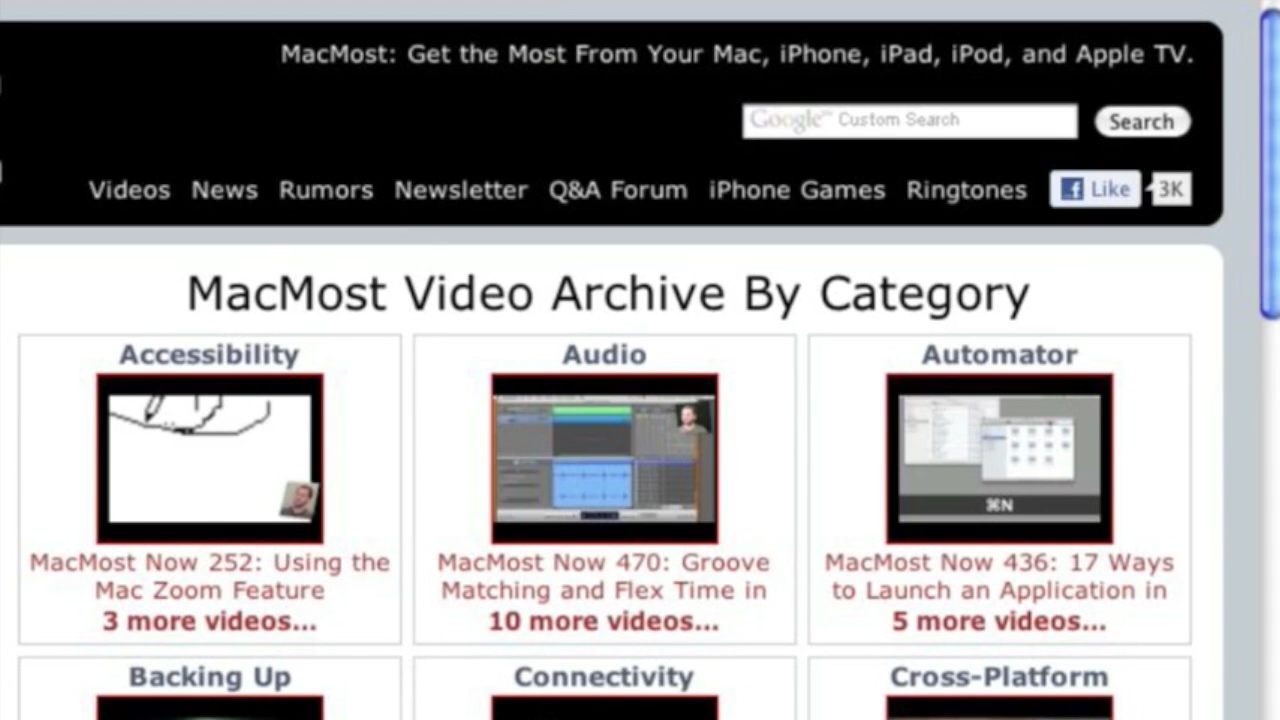 MacMost: Get the Most From Your Mac, iPhone, iPad, iPod, and Apple TV.
Google™ Custom Search
Search
Videos News Rumors Newsletter Q&A Forum iPhone Games Ringtones Like 3K
MacMost Video Archive By Category
Accessibility
MacMost Now 252: Using the
Mac Zoom Feature
3 more videos...
Audio
MacMost Now 470: Groove
Matching and Flex Time in
10 more videos...
Automator
⌘N
MacMost Now 436: 17 Ways
to Launch an Application in
5 more videos...
Backing Up
Connectivity
Cross-Platform